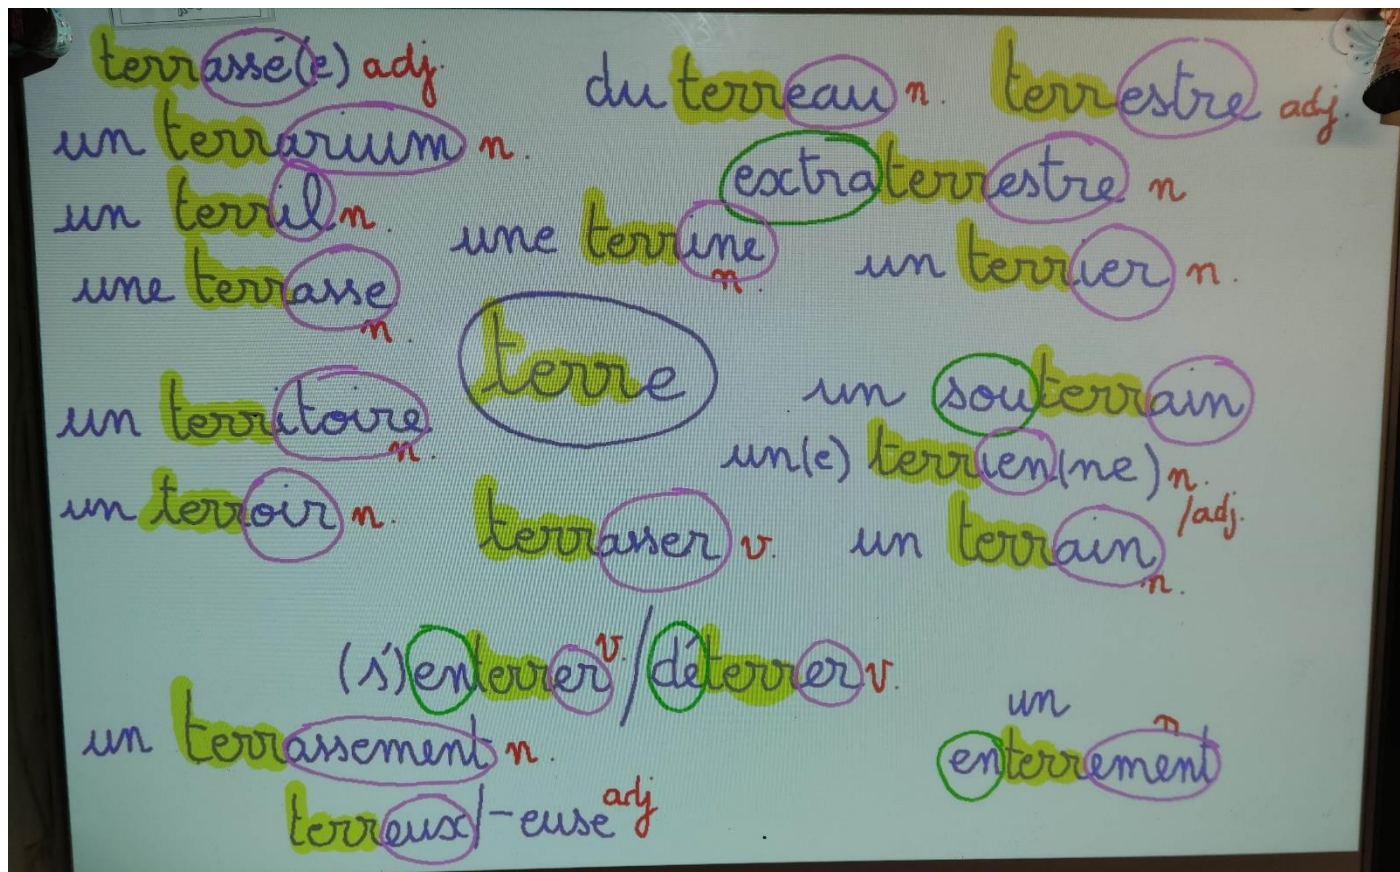 terrassé(e) adj.
du terreau n.
terrestre adj.
un terrarium n.
extraterrestre n
un terril n.
une terrine n.
un terrier n.
une terrasse n.
terre
un territoire n.
un souterrain
un(e) terrien(ne) n./adj.
un terroir n.
terrasser v.
un terrain n.
(s')enterrer v. / déterrer v.
un terrassement n.
un enterrement n
terreux/-euse adj